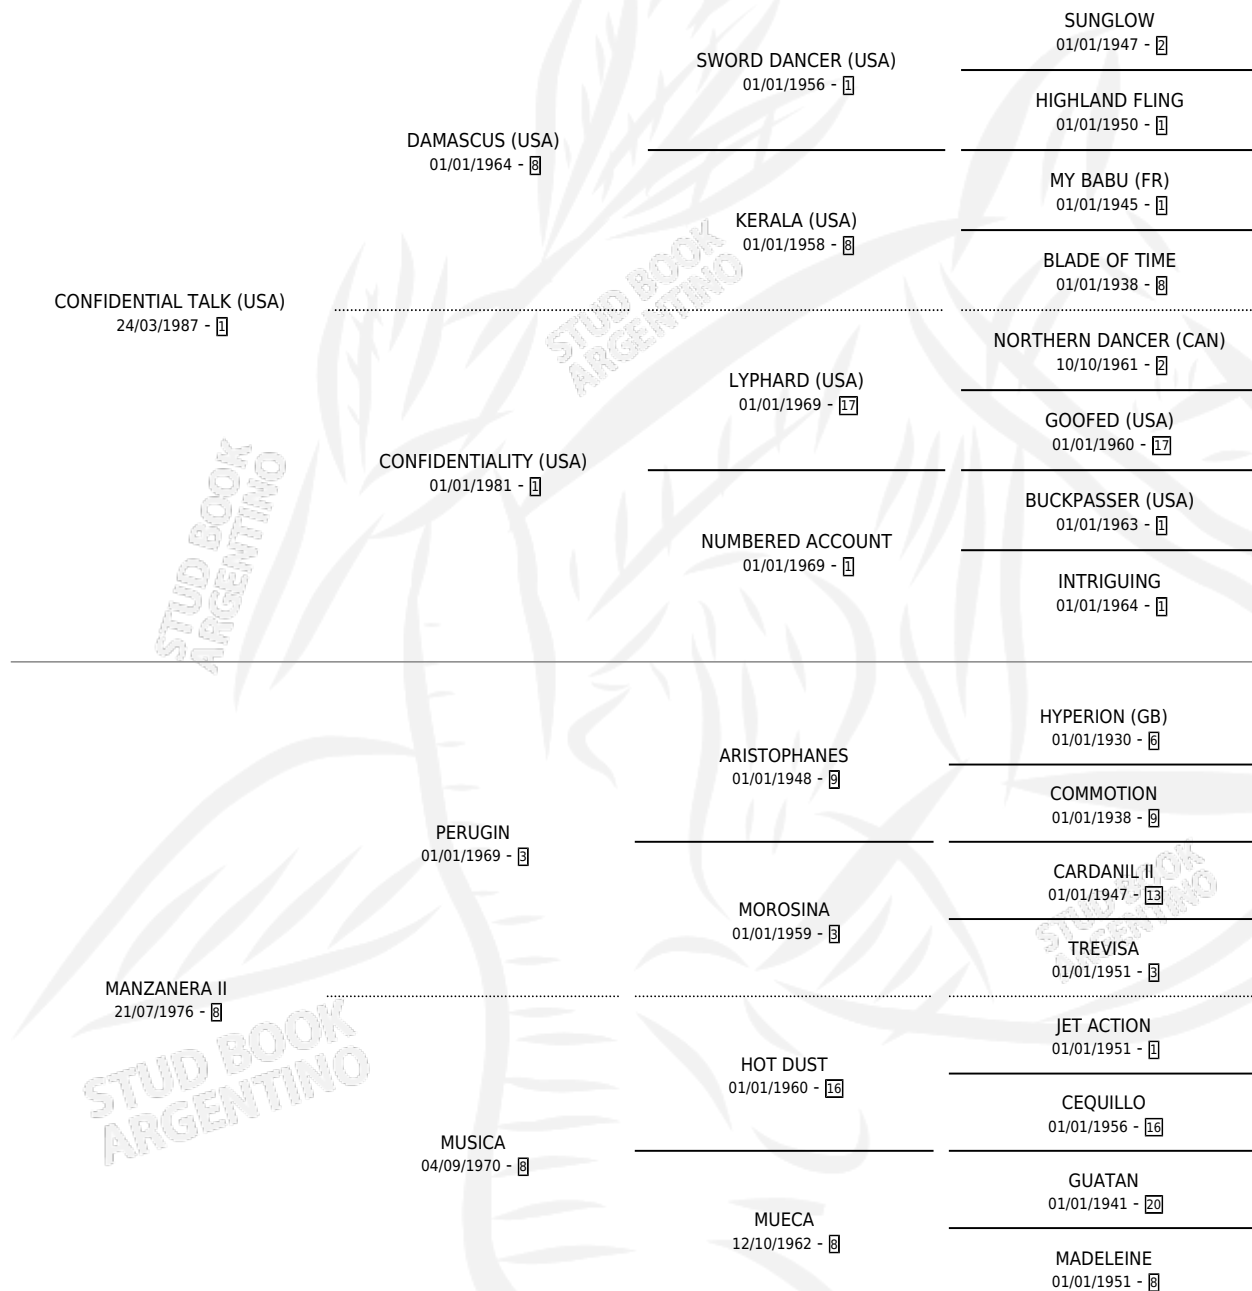 SUNGLOW
01/01/1947 - 2
SWORD DANCER (USA)
01/01/1956 - 1
HIGHLAND FLING
01/01/1950 - 1
DAMASCUS (USA)
01/01/1964 - 8
MY BABU (FR)
01/01/1945 - 1
KERALA (USA)
01/01/1958 - 8
BLADE OF TIME
01/01/1938 - 8
CONFIDENTIAL TALK (USA)
24/03/1987 - 1
NORTHERN DANCER (CAN)
10/10/1961 - 2
LYPHARD (USA)
01/01/1969 - 17
GOOFED (USA)
01/01/1960 - 17
CONFIDENTIALITY (USA)
01/01/1981 - 1
BUCKPASSER (USA)
01/01/1963 - 1
NUMBERED ACCOUNT
01/01/1969 - 1
INTRIGUING
01/01/1964 - 1
HYPERION (GB)
01/01/1930 - 6
ARISTOPHANES
01/01/1948 - 9
COMMOTION
01/01/1938 - 9
PERUGIN
01/01/1969 - 3
CARDANIL II
01/01/1947 - 13
MOROSINA
01/01/1959 - 3
TREVISA
01/01/1951 - 3
MANZANERA II
21/07/1976 - 8
JET ACTION
01/01/1951 - 1
HOT DUST
01/01/1960 - 16
CEQUILLO
01/01/1956 - 16
MUSICA
04/09/1970 - 8
GUATAN
01/01/1941 - 20
MUECA
12/10/1962 - 8
MADELEINE
01/01/1951 - 8
STUD BOOK
ARGENTINO
STUD BOOK
ARGENTINO
STUD BOOK
ARGENTINO
STUD BOOK
ARGENTINO